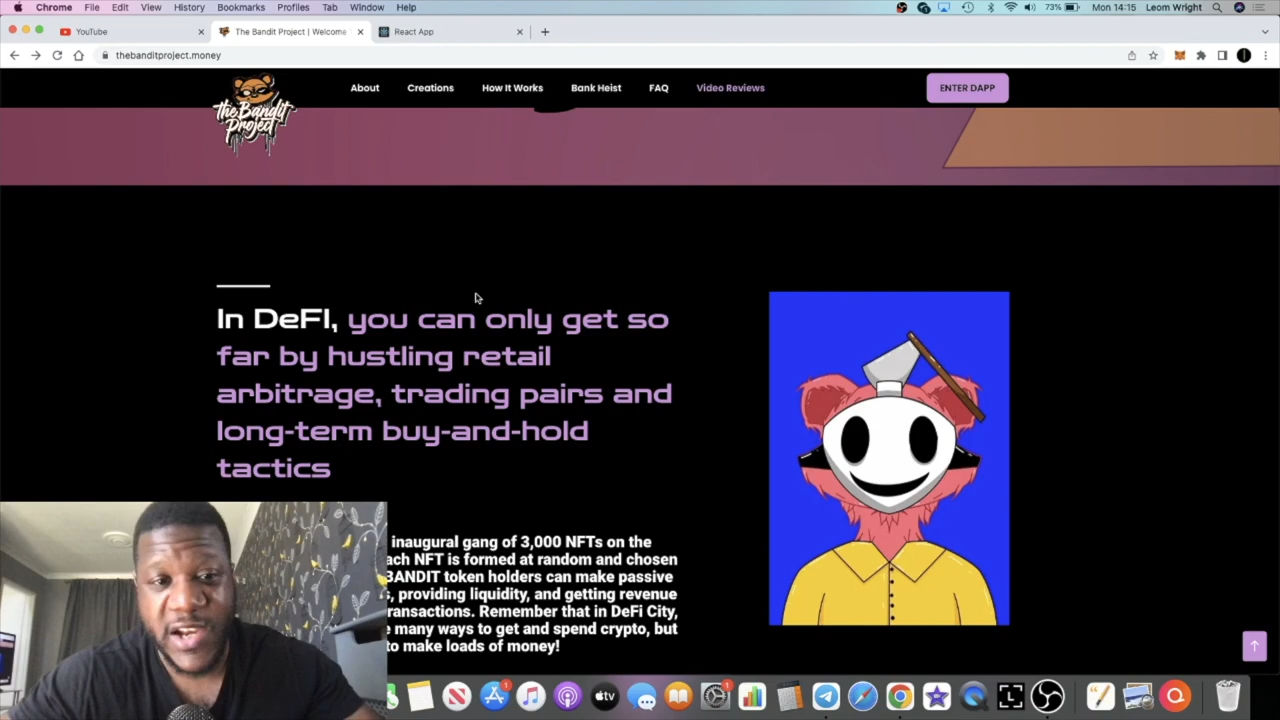 Chrome File Edit View History Bookmarks Profiles Tab Window Help 73% Mon 14:15 Leom Wright
YouTube The Bandit Project | Welcome React App
thebanditproject.money
the Bandit
Project
About Creations How It Works Bank Heist FAQ Video Reviews ENTER DAPP
In DeFI, you can only get so
far by hustling retail
arbitrage, trading pairs and
long-term buy-and-hold
tactics
inaugural gang of 3,000 NFTs on the
ach NFT is formed at random and chosen
BANDIT token holders can make passive
, providing liquidity, and getting revenue
ransactions. Remember that in DeFi City,
many ways to get and spend crypto, but
to make loads of money!
tv